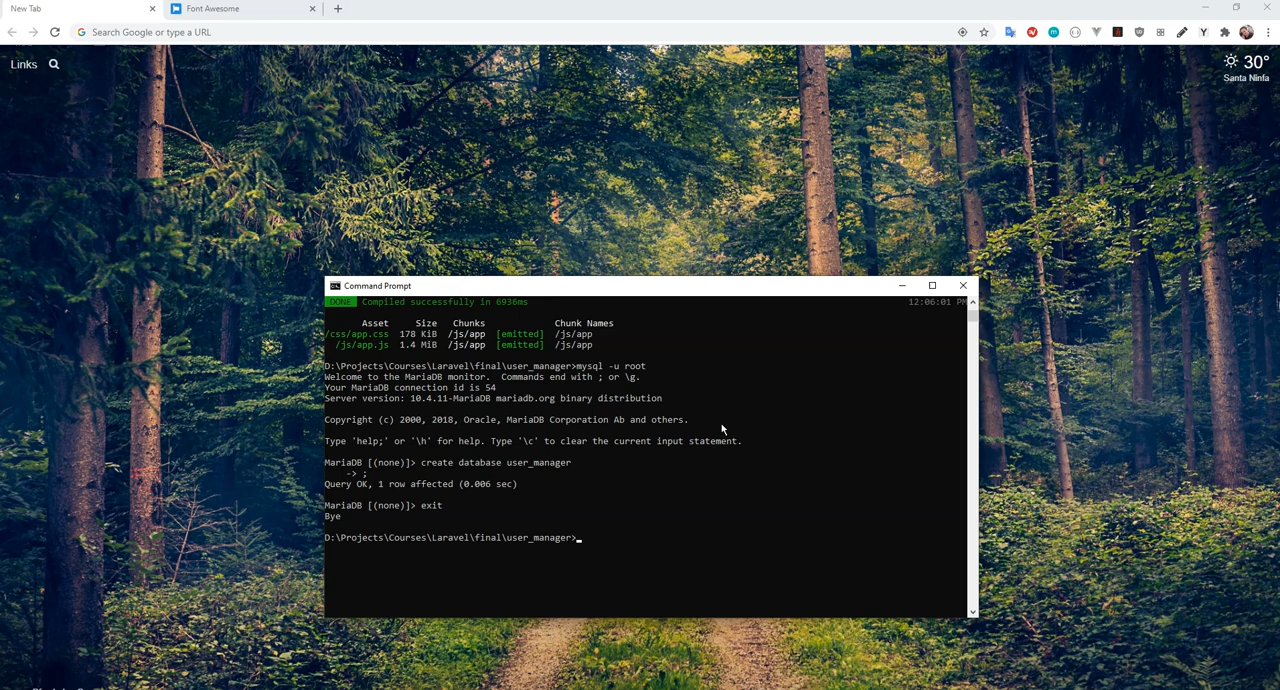 New Tab
Font Awesome
Search Google or type a URL
Links
30°
Santa Ninfa
Command Prompt
DONE  Compiled successfully in 6936ms 12:06:01 PM
Asset Size Chunks Chunk Names
/css/app.css 178 KiB /js/app [emitted] /js/app
/js/app.js 1.4 MiB /js/app [emitted] /js/app
D:\Projects\Courses\Laravel\final\user_manager>mysql -u root
Welcome to the MariaDB monitor.  Commands end with ; or \g.
Your MariaDB connection id is 54
Server version: 10.4.11-MariaDB mariadb.org binary distribution
Copyright (c) 2000, 2018, Oracle, MariaDB Corporation Ab and others.
Type 'help;' or '\h' for help. Type '\c' to clear the current input statement.
MariaDB [(none)]> create database user_manager
-> ;
Query OK, 1 row affected (0.006 sec)
MariaDB [(none)]> exit
Bye
D:\Projects\Courses\Laravel\final\user_manager>